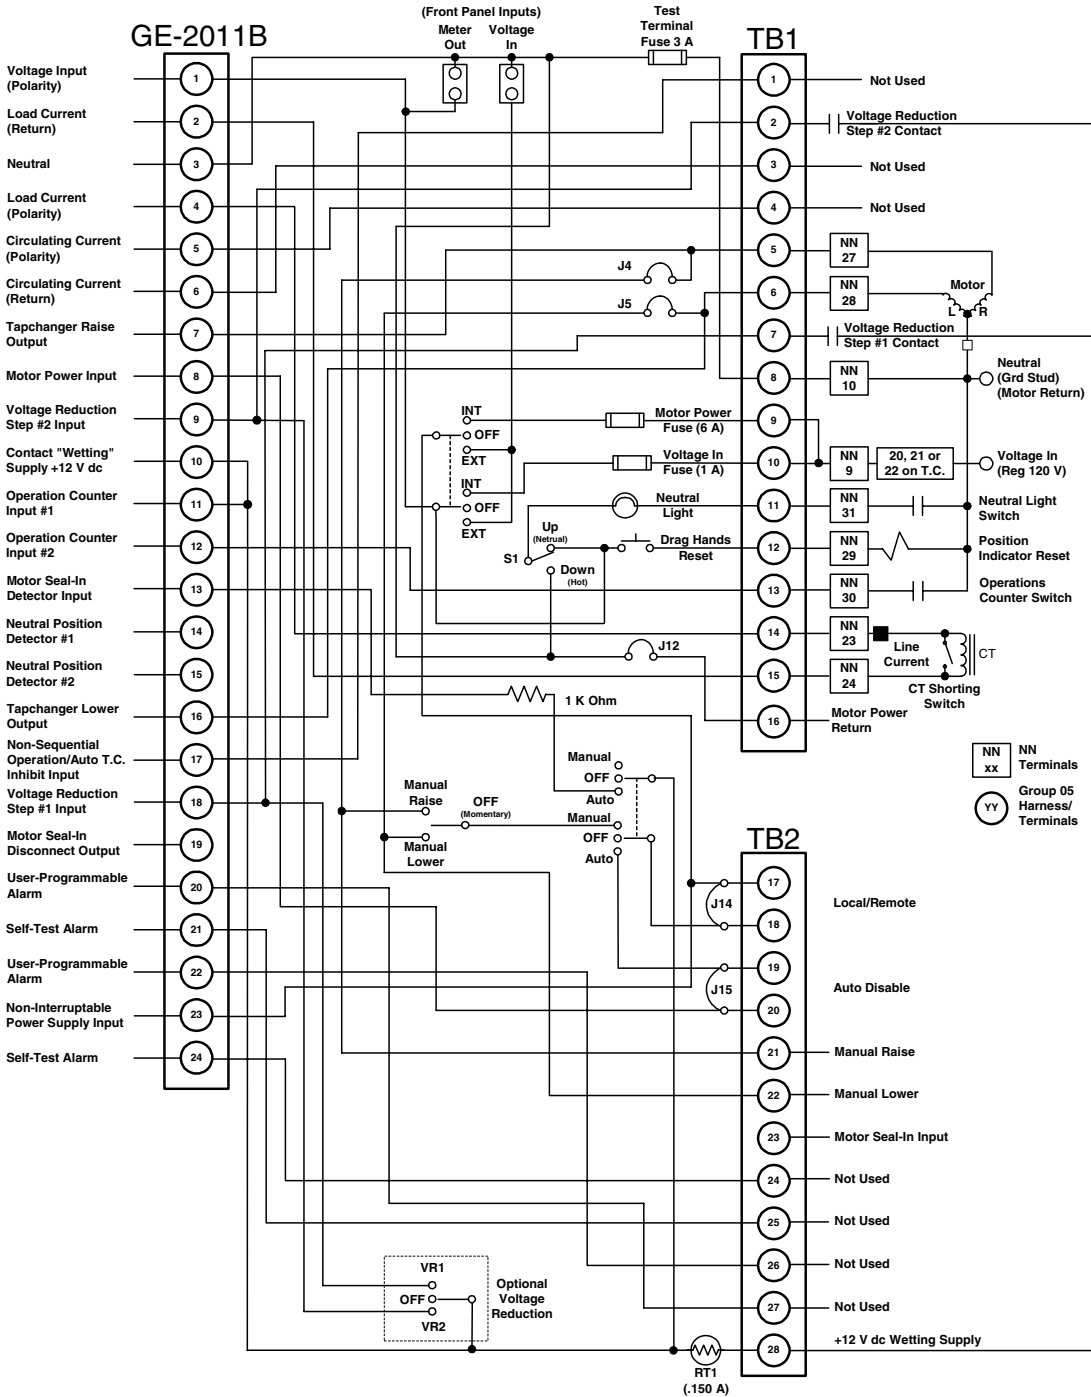 (Front Panel Inputs)
Meter
Out
Voltage
In
Test
Terminal
Fuse 3 A
GE-2011B
TB1
Voltage Input
(Polarity)
1
Load Current
(Return)
2
Neutral
3
Load Current
(Polarity)
4
Circulating Current
(Polarity)
5
Circulating Current
(Return)
6
Tapchanger Raise
Output
7
Motor Power Input
8
Voltage Reduction
Step #2 Input
9
Contact "Wetting"
Supply +12 V dc
10
Operation Counter
Input #1
11
Operation Counter
Input #2
12
Motor Seal-In
Detector Input
13
Neutral Position
Detector #1
14
Neutral Position
Detector #2
15
Tapchanger Lower
Output
16
Non-Sequential
Operation/Auto T.C.
Inhibit Input
17
Voltage Reduction
Step #1 Input
18
Motor Seal-In
Disconnect Output
19
User-Programmable
Alarm
20
Self-Test Alarm
21
User-Programmable
Alarm
22
Non-Interruptable
Power Supply Input
23
Self-Test Alarm
24
J4
J5
INT
OFF
EXT
INT
OFF
EXT
Motor Power
Fuse (6 A)
Voltage In
Fuse (1 A)
Neutral
Light
Up
(Netrual)
S1
Down
(Hot)
Drag Hands
Reset
J12
1 K Ohm
Manual
OFF
Auto
Manual
Raise
OFF
(Momentary)
Manual
Lower
Manual
OFF
Auto
J14
J15
VR1
OFF
VR2
Optional
Voltage
Reduction
RT1
(.150 A)
1
Not Used
2
Voltage Reduction
Step #2 Contact
3
Not Used
4
Not Used
5
NN
27
6
NN
28
Motor
L
R
7
Voltage Reduction
Step #1 Contact
8
NN
10
Neutral
(Grd Stud)
(Motor Return)
9
10
NN
9
20, 21 or
22 on T.C.
Voltage In
(Reg 120 V)
11
NN
31
Neutral Light
Switch
12
NN
29
Position
Indicator Reset
13
NN
30
Operations
Counter Switch
14
NN
23
Line
Current
CT
15
NN
24
CT Shorting
Switch
16
Motor Power
Return
NN
xx
NN
Terminals
YY
Group 05
Harness/
Terminals
TB2
17
Local/Remote
18
19
Auto Disable
20
21
Manual Raise
22
Manual Lower
23
Motor Seal-In Input
24
Not Used
25
Not Used
26
Not Used
27
Not Used
28
+12 V dc Wetting Supply